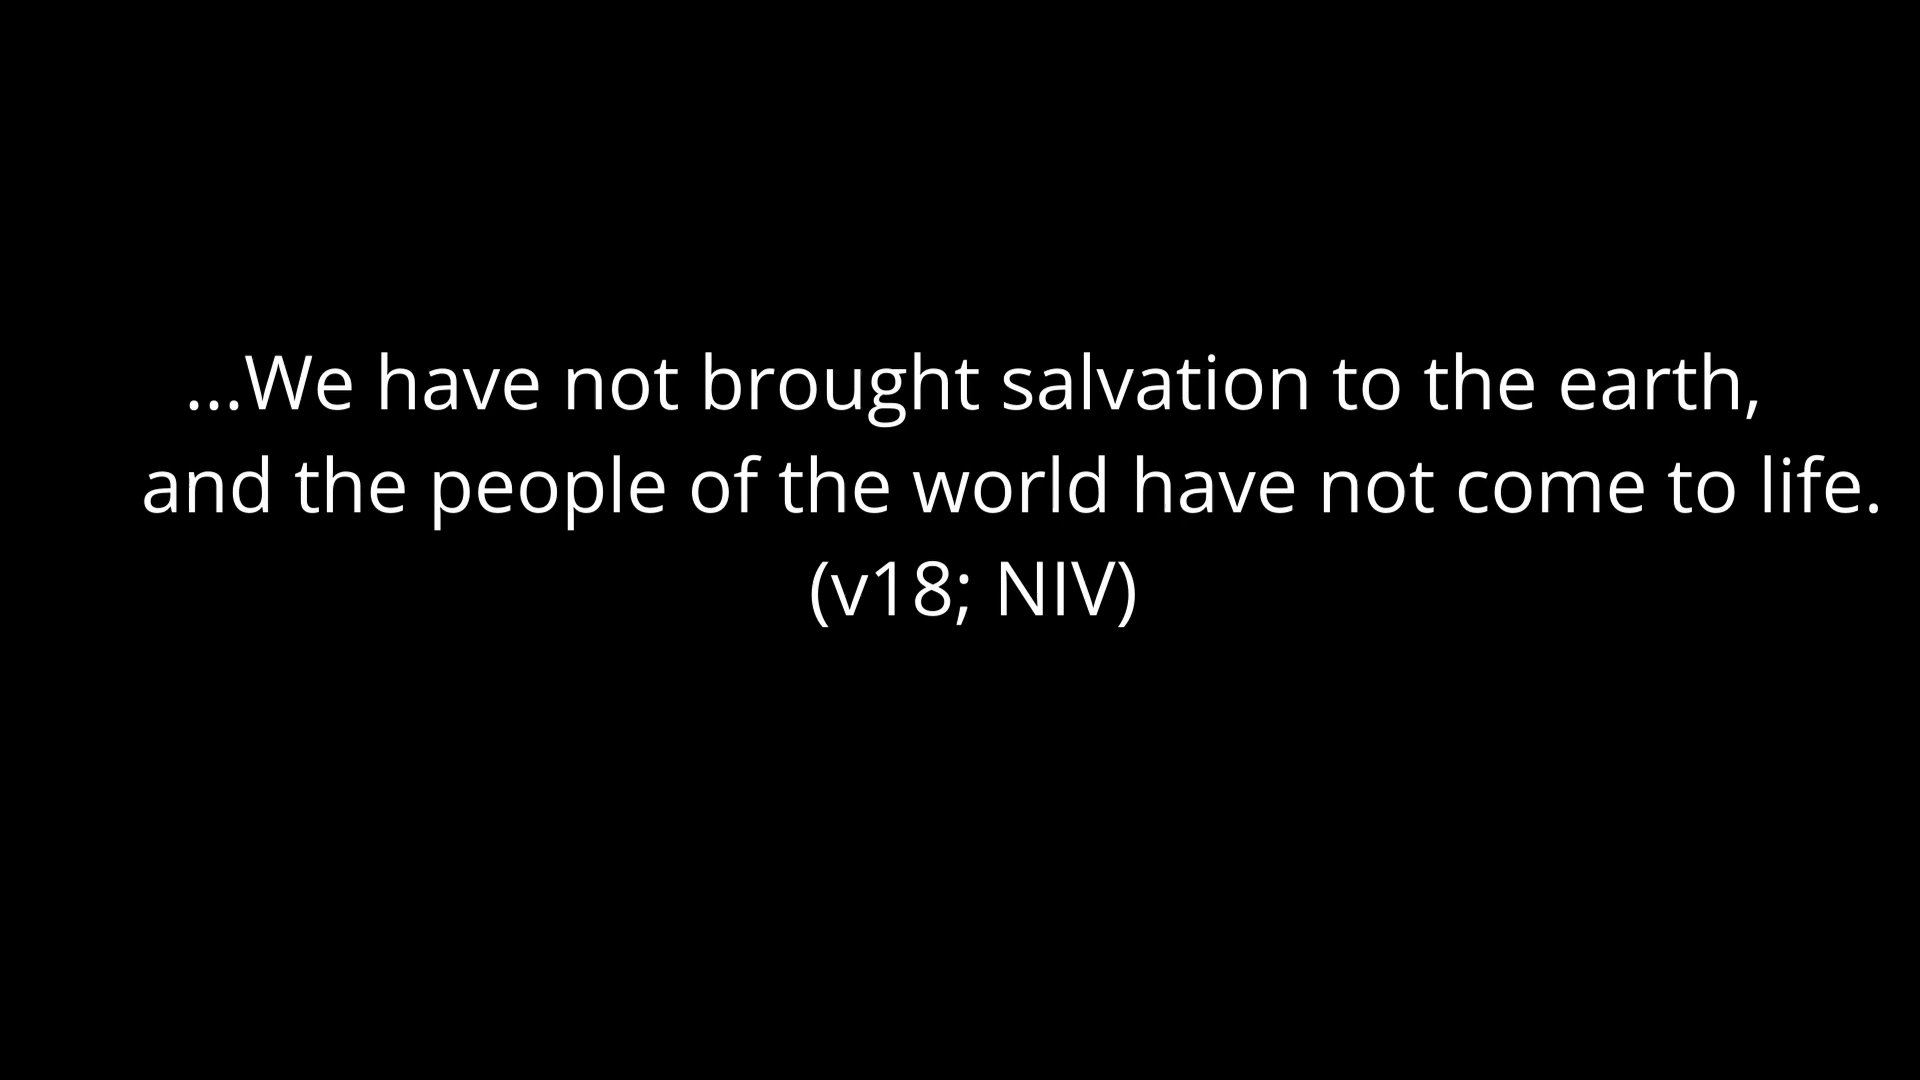 ...We have not brought salvation to the earth,
and the people of the world have not come to life.
(v18; NIV)